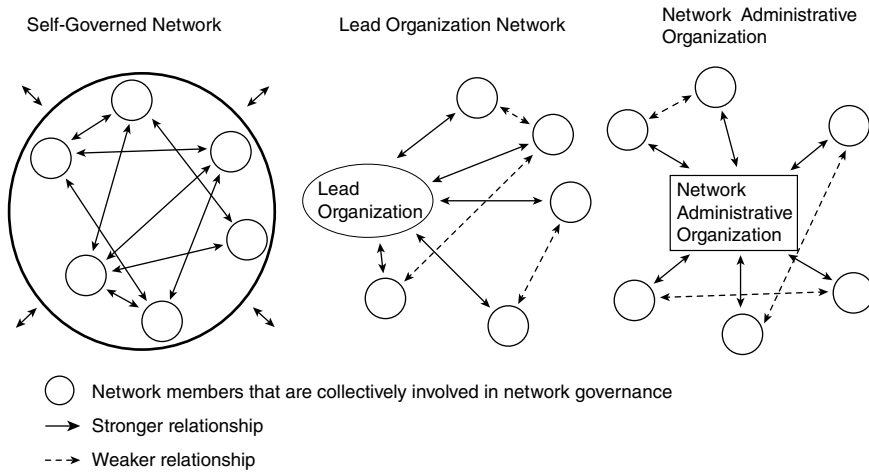 Self-Governed Network
Lead Organization Network
Network Administrative
Organization
Lead
Organization
Network
Administrative
Organization
Network members that are collectively involved in network governance
Stronger relationship
Weaker relationship